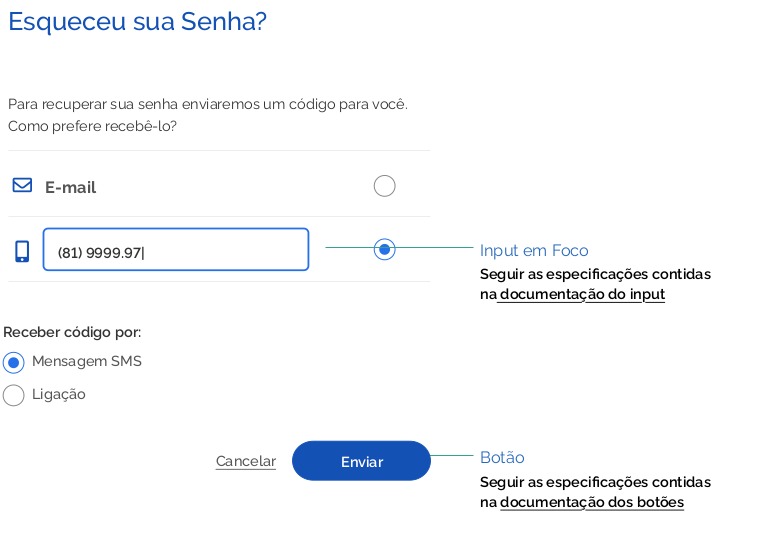 Esqueceu sua Senha?
Para recuperar sua senha enviaremos um código para você.
Como prefere recebê-lo?
E-mail
(81) 9999.97
Input em Foco
Seguir as especificações contidas
na documentação do input
Receber código por:
Mensagem SMS
Ligação
Cancelar
Enviar
Botão
Seguir as especificações contidas
na documentação dos botões